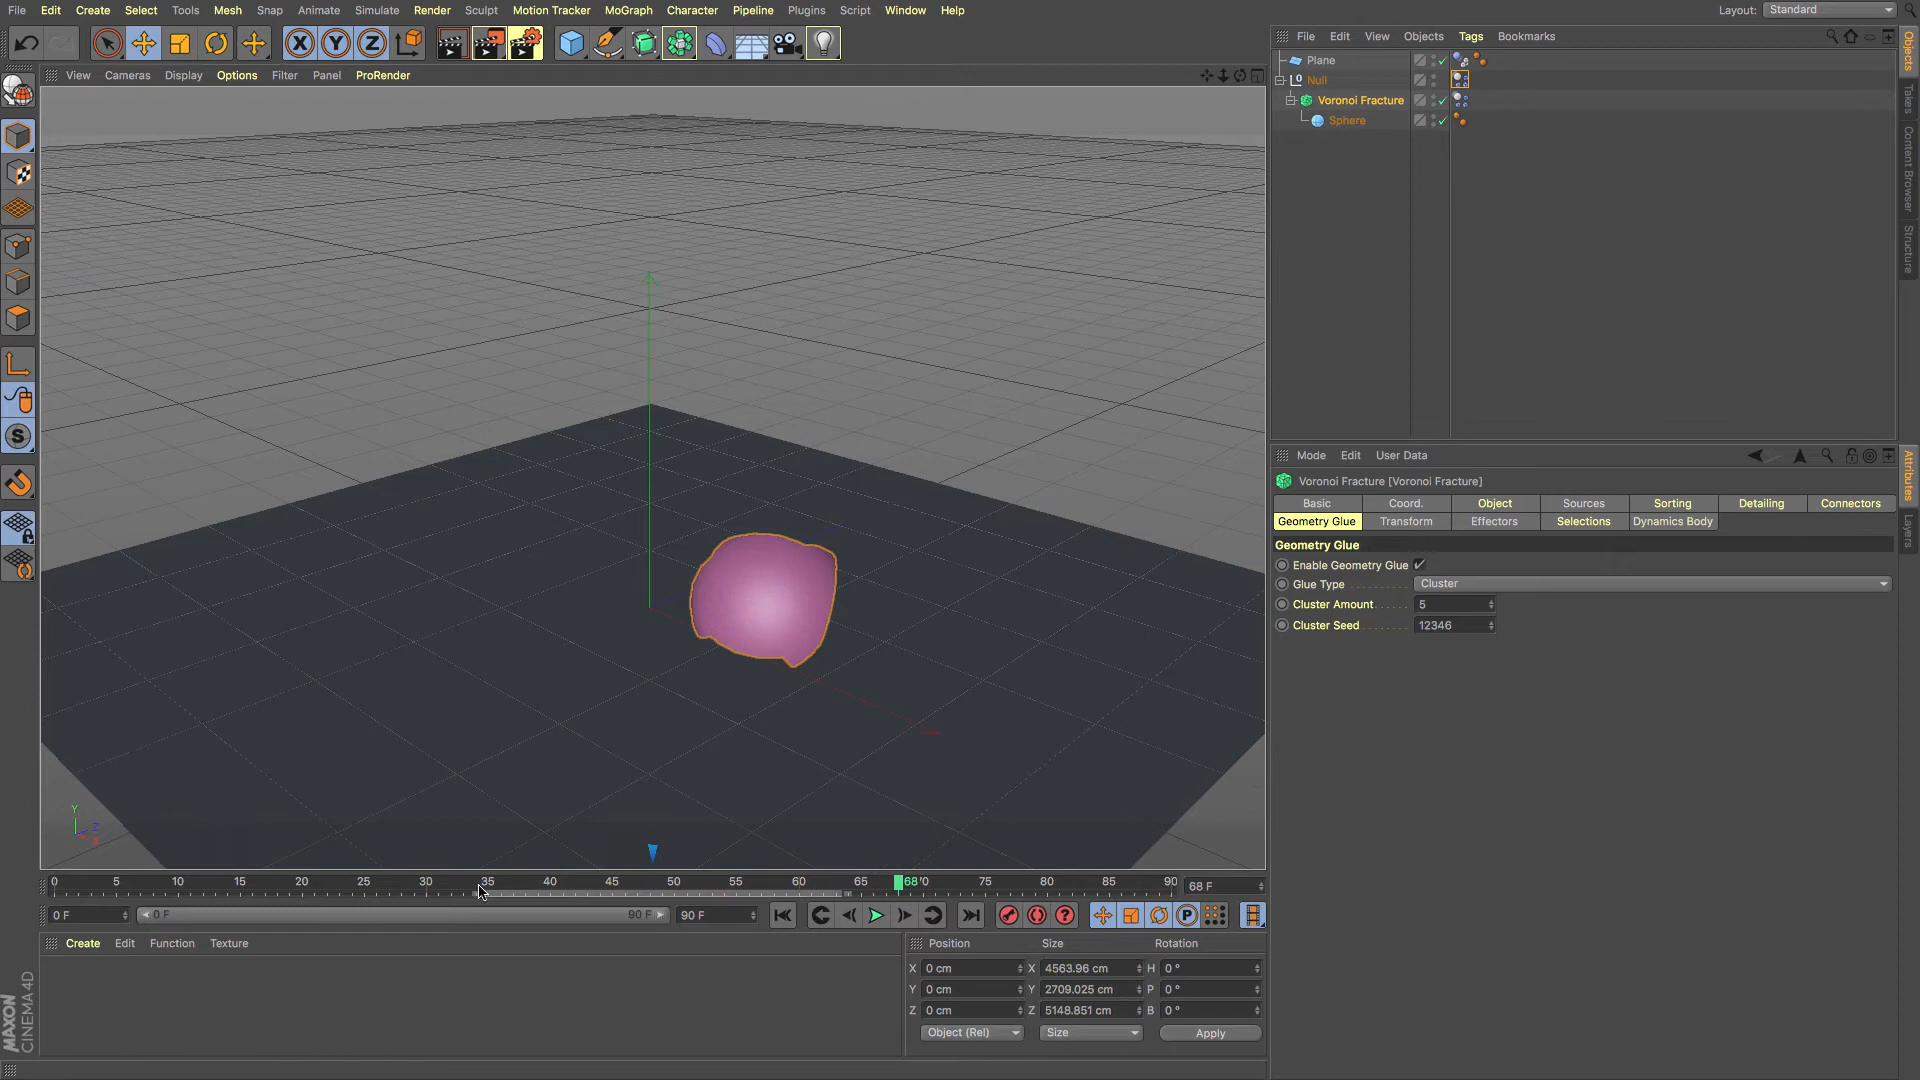 File Edit Create Select Tools Mesh Snap Animate Simulate Render Sculpt Motion Tracker MoGraph Character Pipeline Plugins Script Window Help Layout: Standard
X Y Z
File Edit View Objects Tags Bookmarks
Plane
Null
Voronoi Fracture
Sphere
Objects
Takes
Content Browser
Structure
View Cameras Display Options Filter Panel ProRender
S
Y
Z
X
Mode Edit User Data
Voronoi Fracture [Voronoi Fracture]
Basic Coord. Object Sources Sorting Detailing Connectors
Geometry Glue Transform Effectors Selections Dynamics Body
Geometry Glue
Enable Geometry Glue
Glue Type Cluster
Cluster Amount 5
Cluster Seed 12346
Attributes
Layers
0 5 10 15 20 25 30 35 40 45 50 55 60 65 68'0 75 80 85 90 68 F
0 F 0 F 90 F 90 F P
Create Edit Function Texture
Position Size Rotation
X 0 cm X 4563.96 cm H 0 °
Y 0 cm Y 2709.025 cm P 0 °
Z 0 cm Z 5148.851 cm B 0 °
Object (Rel) Size Apply
MAXON
CINEMA 4D